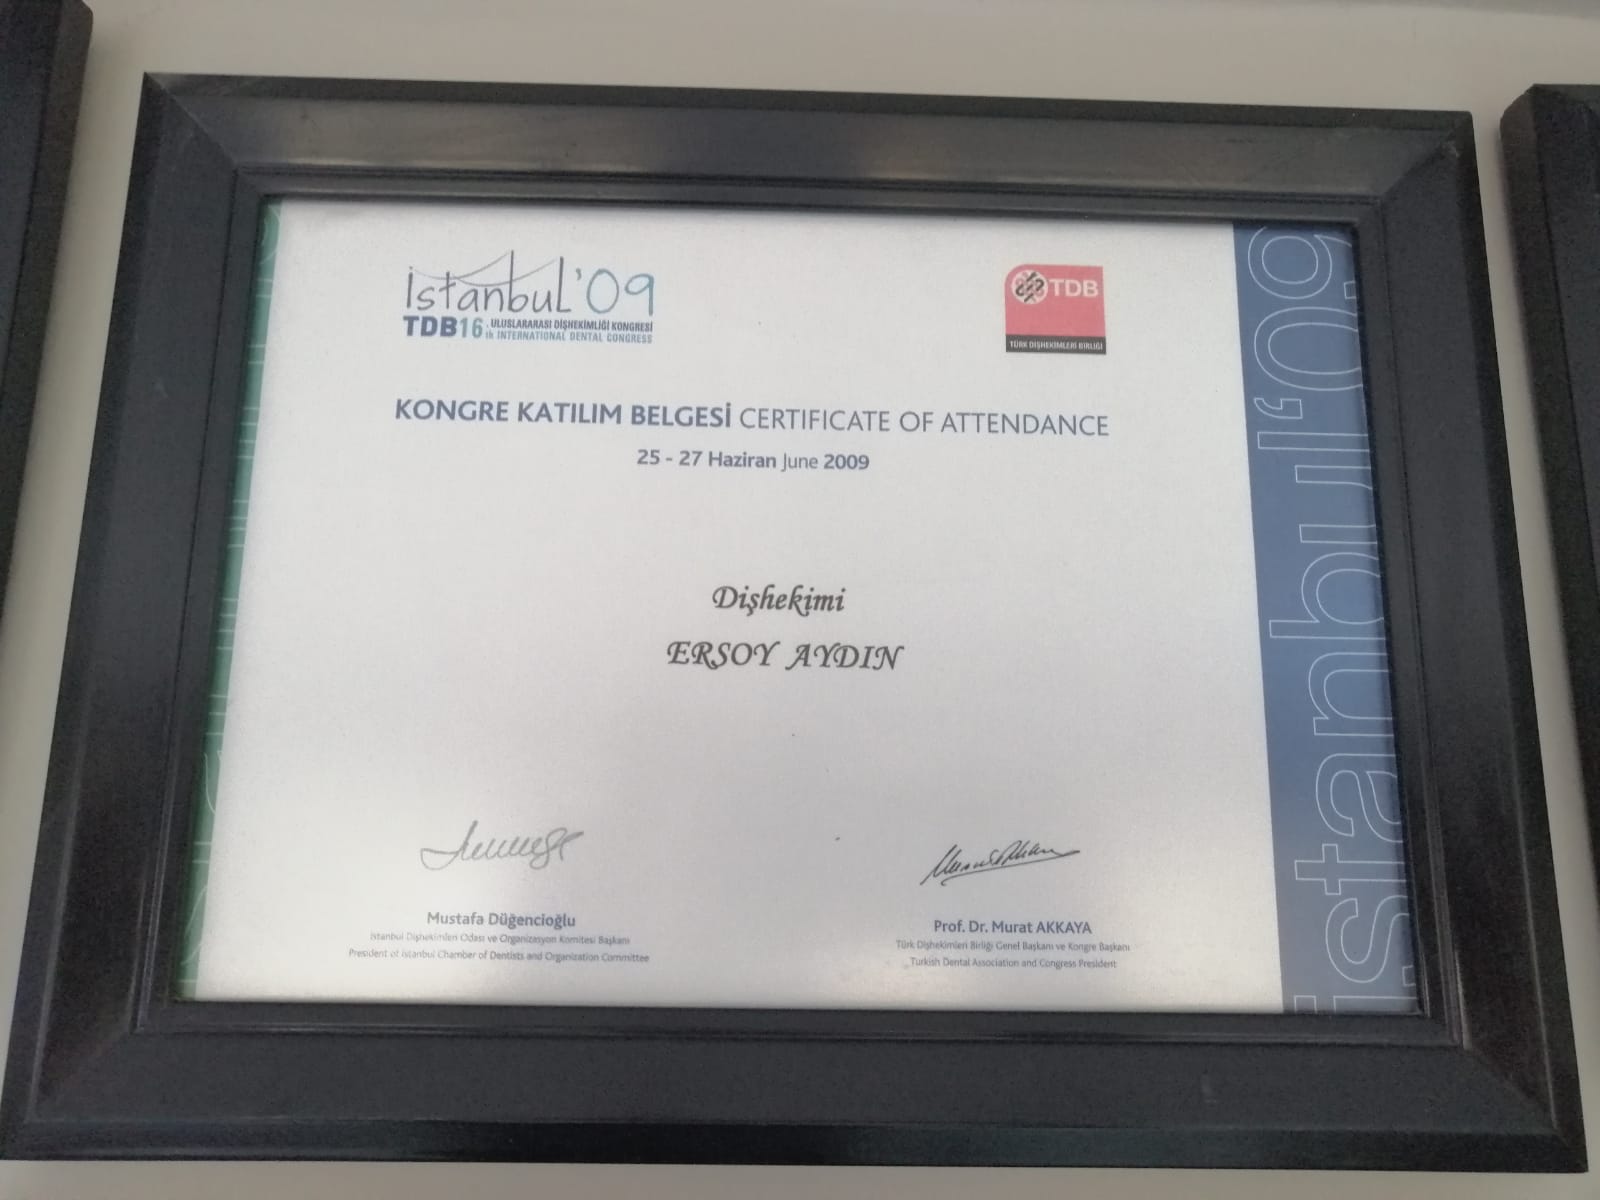 istanbul'09
TDB16. ULUSLARARASI DİŞHEKİMLİĞİ KONGRESİ
th INTERNATIONAL DENTAL CONGRESS
TDB
TÜRK DİŞHEKİMLERİ BİRLİĞİ
KONGRE KATILIM BELGESİ CERTIFICATE OF ATTENDANCE
25 - 27 Haziran June 2009
Dişhekimi
ERSOY AYDIN
Mustafa Düğencioğlu
İstanbul Dişhekimleri Odası ve Organizasyon Komitesi Başkanı
President of Istanbul Chamber of Dentists and Organization Committee
Prof. Dr. Murat AKKAYA
Türk Dişhekimleri Birliği Genel Başkanı ve Kongre Başkanı
Turkish Dental Association and Congress President
istanbul'09